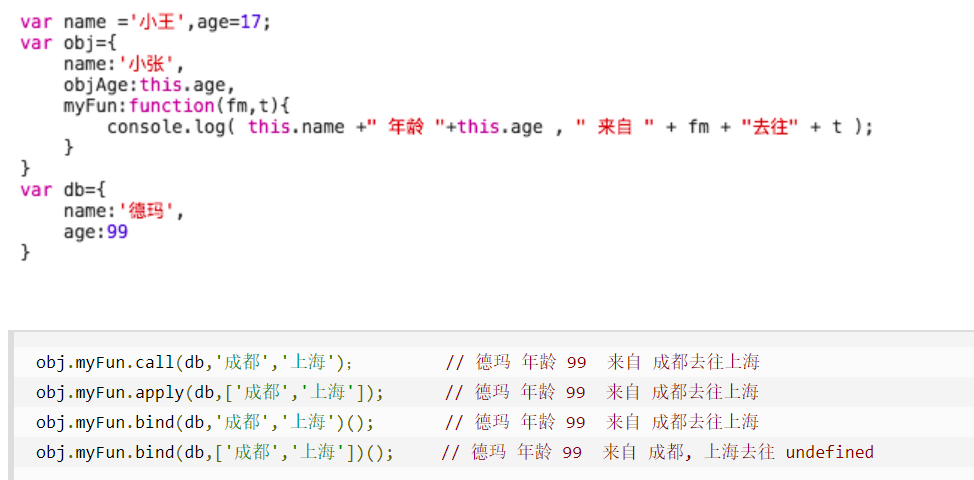 var name ='小王',age=17;
var obj={
    name:'小张',
    objAge:this.age,
    myFun:function(fm,t){
        console.log( this.name +" 年龄 "+this.age , " 来自 " + fm + "去往" + t );
    }
}
var db={
    name:'德玛',
    age:99
}
obj.myFun.call(db,'成都','上海');         // 德玛 年龄 99  来自 成都去往上海
obj.myFun.apply(db,['成都','上海']);      // 德玛 年龄 99  来自 成都去往上海
obj.myFun.bind(db,'成都','上海')();       // 德玛 年龄 99  来自 成都去往上海
obj.myFun.bind(db,['成都','上海'])();     // 德玛 年龄 99  来自 成都, 上海去往 undefined